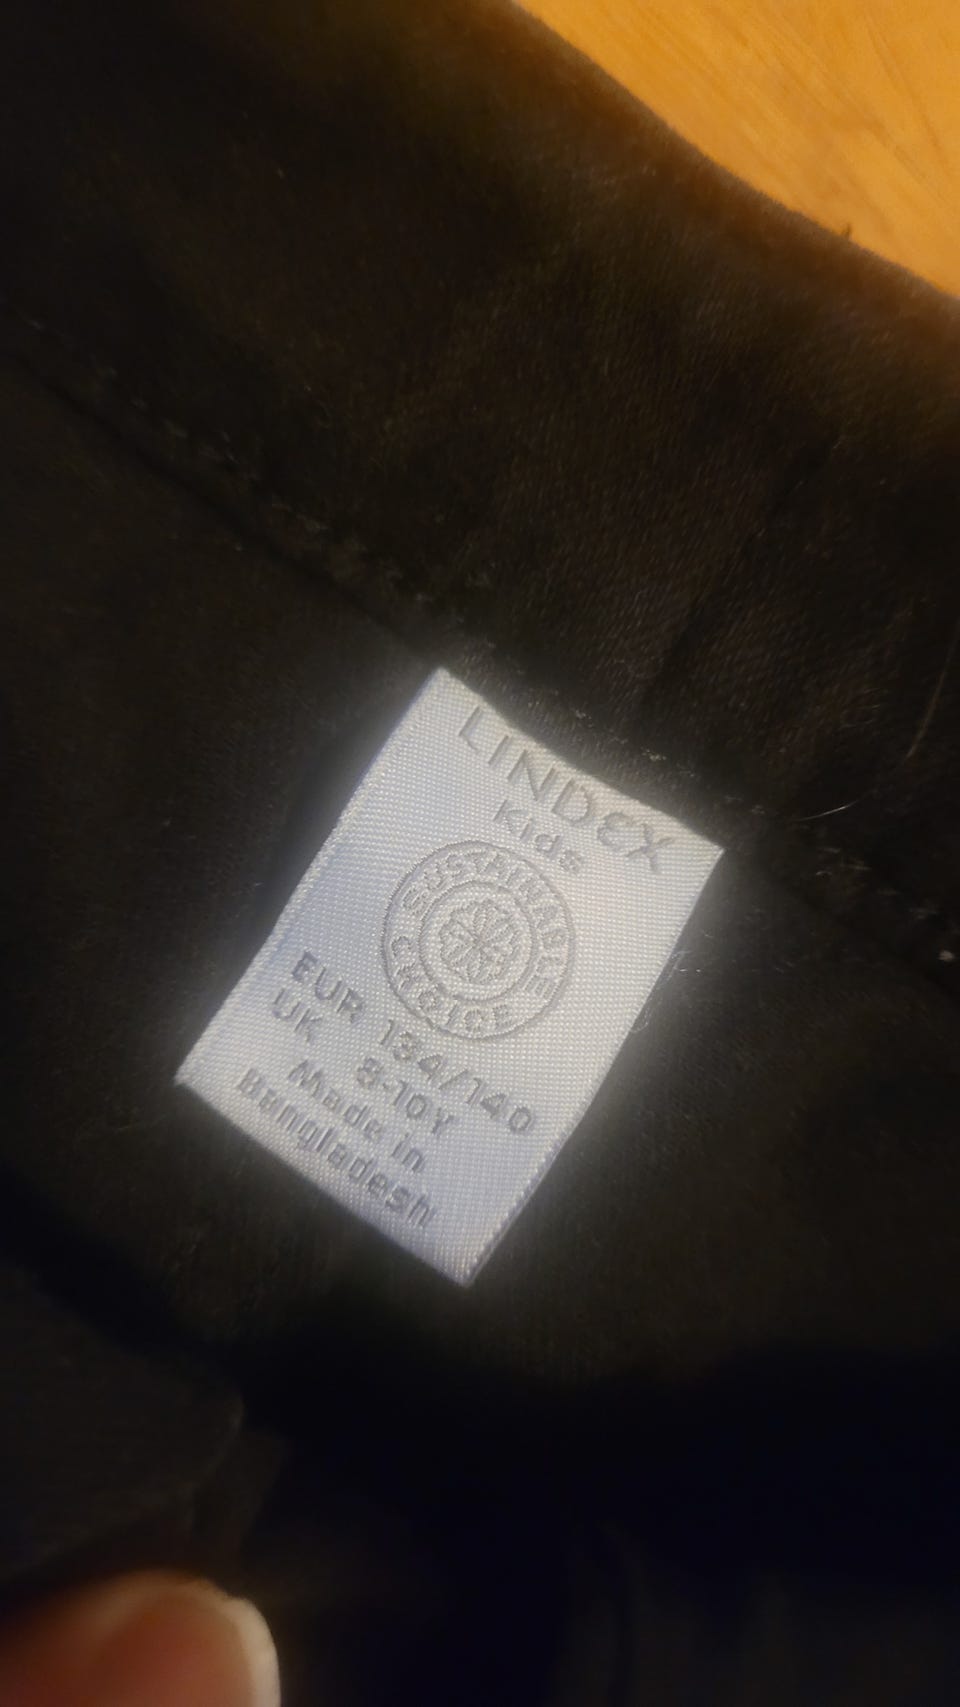 LINDEX
Kids
SUSTAINABLE
CHOICE
EUR 134/140
UK 8-10Y
Made in
Bangladesh